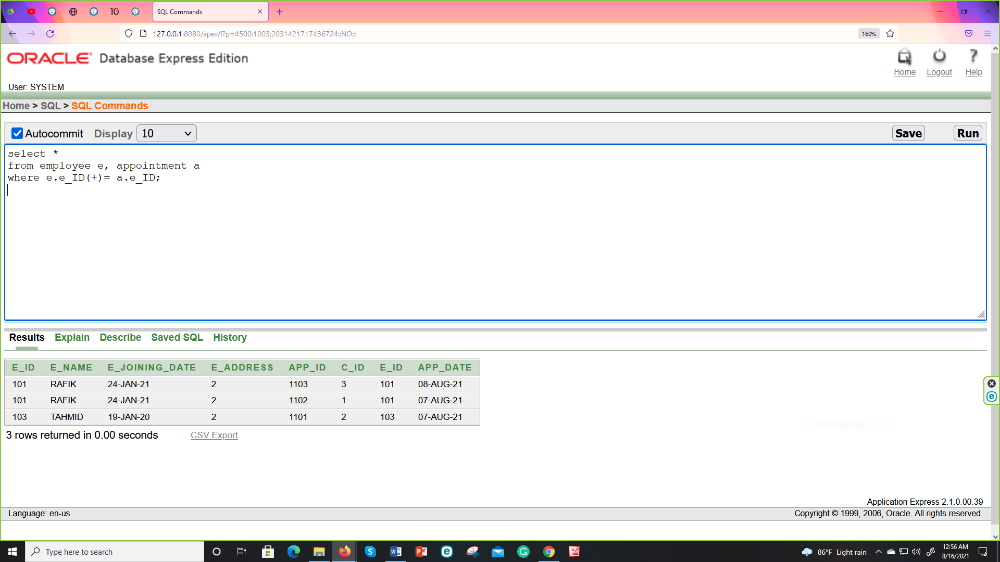 SQL Commands
127.0.0.1:8080/apex/f?p=4500:1003:2031421717436724::NO:::
160%
ORACLE Database Express Edition
Home Logout Help
User: SYSTEM
Home > SQL > SQL Commands
Autocommit Display 10 Save Run
select *
from employee e, appointment a
where e.e_ID(+)= a.e_ID;
Results Explain Describe Saved SQL History
E_ID E_NAME E_JOINING_DATE E_ADDRESS APP_ID C_ID E_ID APP_DATE
101 RAFIK 24-JAN-21 2 1103 3 101 08-AUG-21
101 RAFIK 24-JAN-21 2 1102 1 101 07-AUG-21
103 TAHMID 19-JAN-20 2 1101 2 103 07-AUG-21
3 rows returned in 0.00 seconds CSV Export
Application Express 2.1.0.00.39
Language: en-us Copyright © 1999, 2006, Oracle. All rights reserved.
Type here to search
86°F Light rain
12:56 AM
8/16/2021